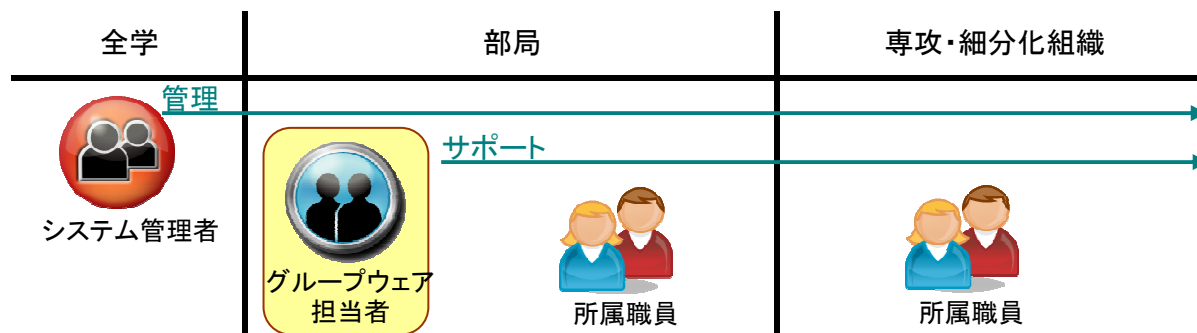 全学
部局
専攻・細分化組織
管理
サポート
システム管理者
グループウェア
担当者
所属職員
所属職員